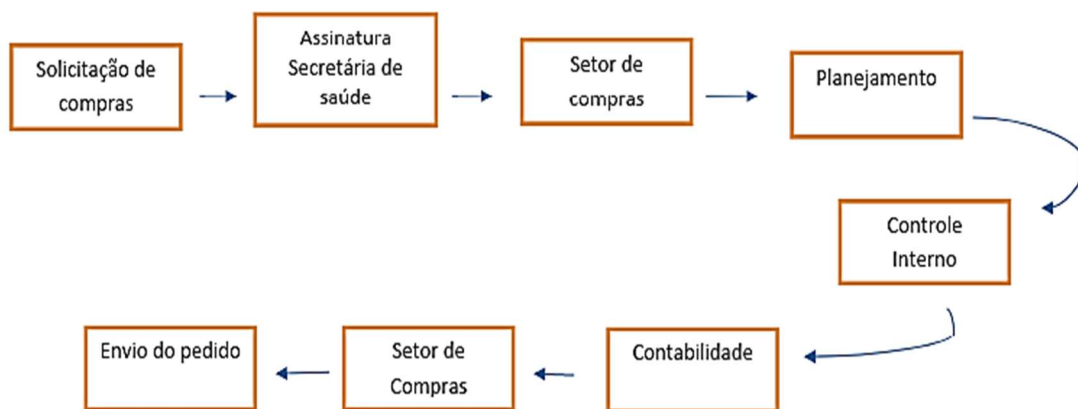 Solicitação de
compras
Assinatura
Secretária de
saúde
Setor de
compras
Planejamento
Controle
Interno
Contabilidade
Setor de
Compras
Envio do pedido